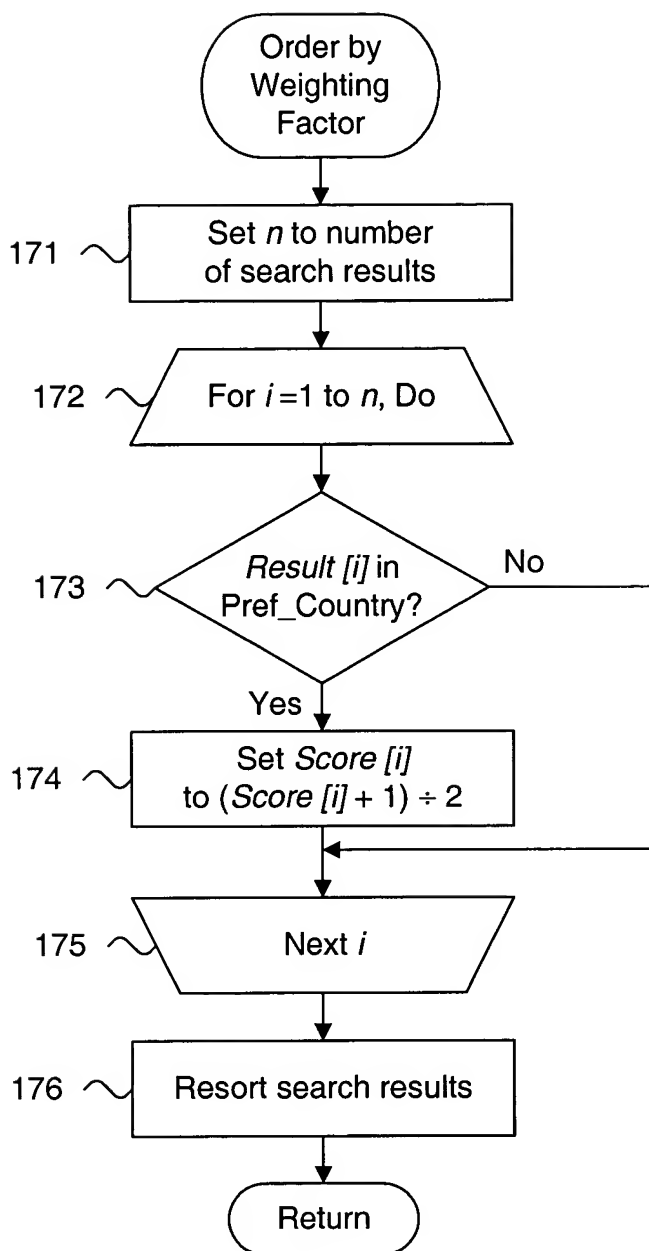 Order by
Weighting
Factor
171
Set n to number
of search results
172
For i =1 to n, Do
173
Result [i] in
Pref_Country?
No
Yes
174
Set Score [i]
to (Score [i] + 1) ÷ 2
175
Next i
176
Resort search results
Return